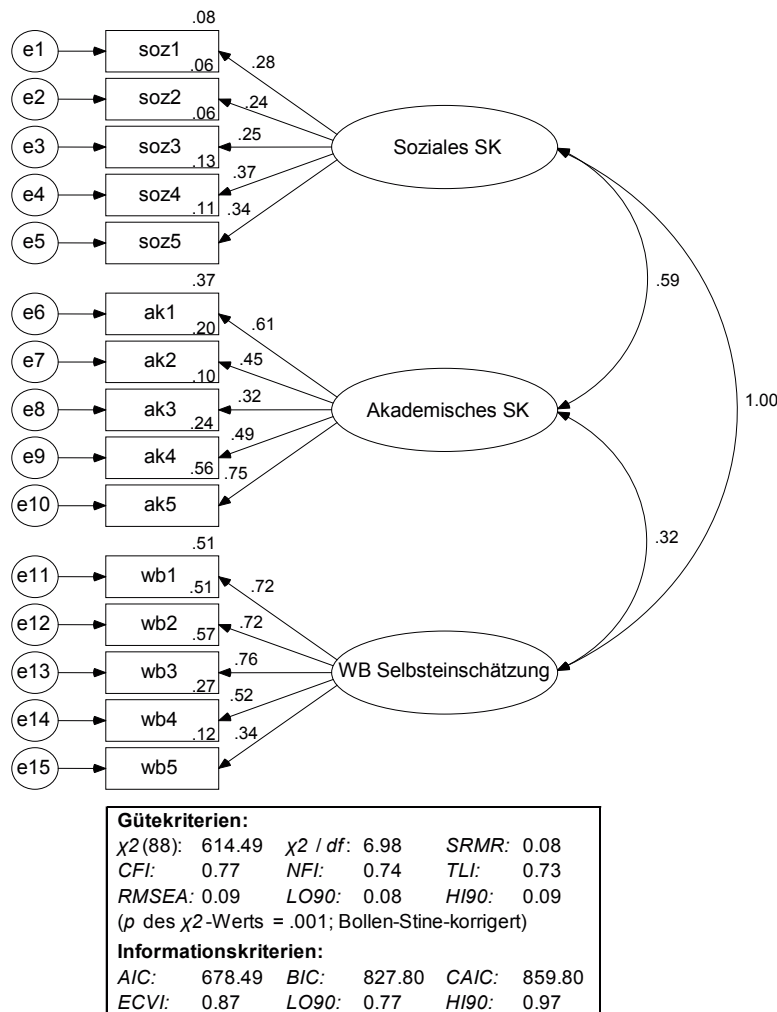 .08
e1 soz1
.06 .28
e2 soz2 .24
.06
e3 soz3 .25 Soziales SK
.13
e4 soz4 .37
.11 .34
e5 soz5
.59
.37
e6 ak1
.20 .61
e7 ak2 .45
.10
e8 ak3 .32 Akademisches SK 1.00
.24
e9 ak4 .49
.56 .75
e10 ak5
.32
.51
e11 wb1
.51 .72
e12 wb2 .72
.57
e13 wb3 .76 WB Selbsteinschätzung
.27
e14 wb4 .52
.12 .34
e15 wb5
Gütekriterien:
χ2(88): 614.49 χ2 / df: 6.98 SRMR: 0.08
CFI: 0.77 NFI: 0.74 TLI: 0.73
RMSEA: 0.09 LO90: 0.08 HI90: 0.09
(p des χ2-Werts = .001; Bollen-Stine-korrigert)
Informationskriterien:
AIC: 678.49 BIC: 827.80 CAIC: 859.80
ECVI: 0.87 LO90: 0.77 HI90: 0.97